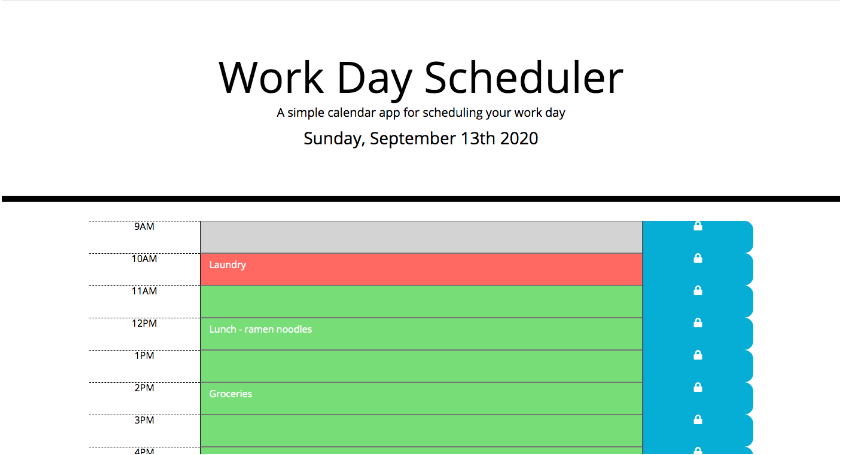 Work Day Scheduler
A simple calendar app for scheduling your work day
Sunday, September 13th 2020
9AM
10AM Laundry
11AM
12PM Lunch - ramen noodles
1PM
2PM Groceries
3PM
4PM